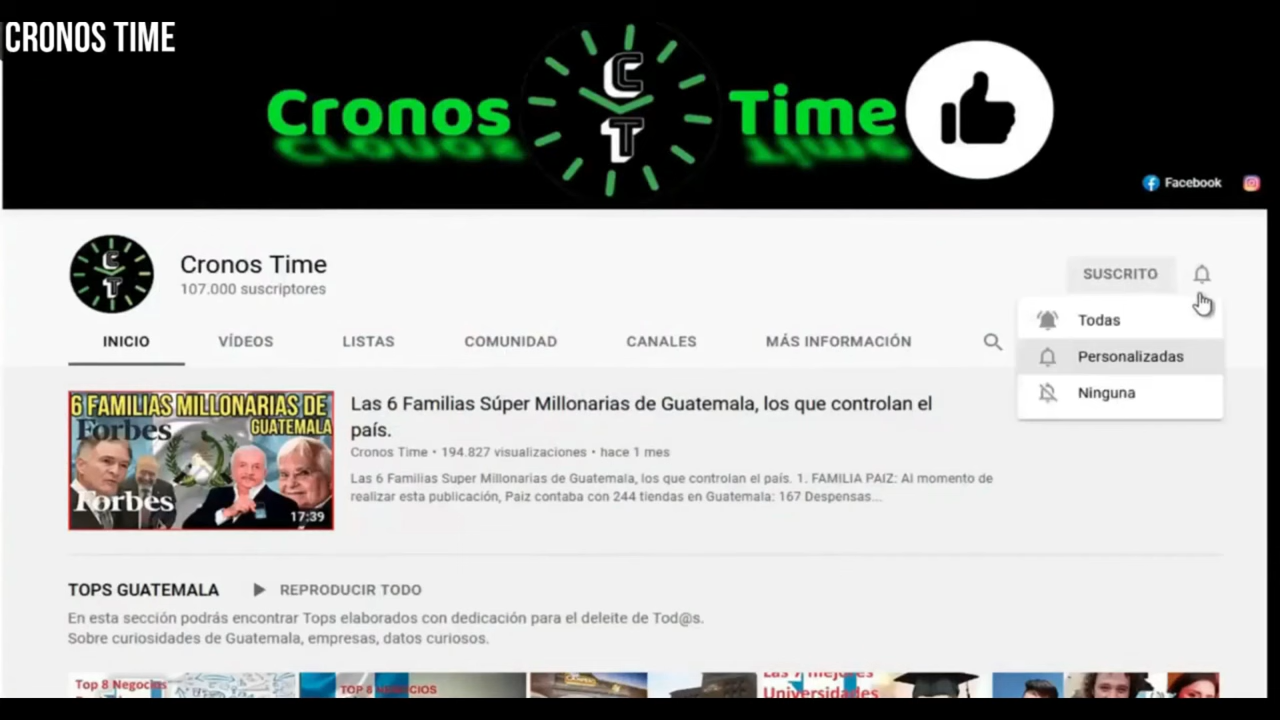 CRONOS TIME
Cronos CT Time
Facebook
Cronos Time
107.000 suscriptores
SUSCRITO
Todas
Personalizadas
Ninguna
INICIO VÍDEOS LISTAS COMUNIDAD CANALES MÁS INFORMACIÓN
6 FAMILIAS MILLONARIAS DE
GUATEMALA
Forbes
Forbes
17:39
Las 6 Familias Súper Millonarias de Guatemala, los que controlan el
país.
Cronos Time • 194.827 visualizaciones • hace 1 mes
Las 6 Familias Super Millonarias de Guatemala, los que controlan el país. 1. FAMILIA PAIZ: Al momento de
realizar esta publicación, Paiz contaba con 244 tiendas en Guatemala: 167 Despensas...
TOPS GUATEMALA REPRODUCIR TODO
En esta sección podrás encontrar Tops elaborados con dedicación para el deleite de Tod@s.
Sobre curiosidades de Guatemala, empresas, datos curiosos.
Top 8 Negocios
TOP 8 NEGOCIOS
Las 7 mejores
Universidades